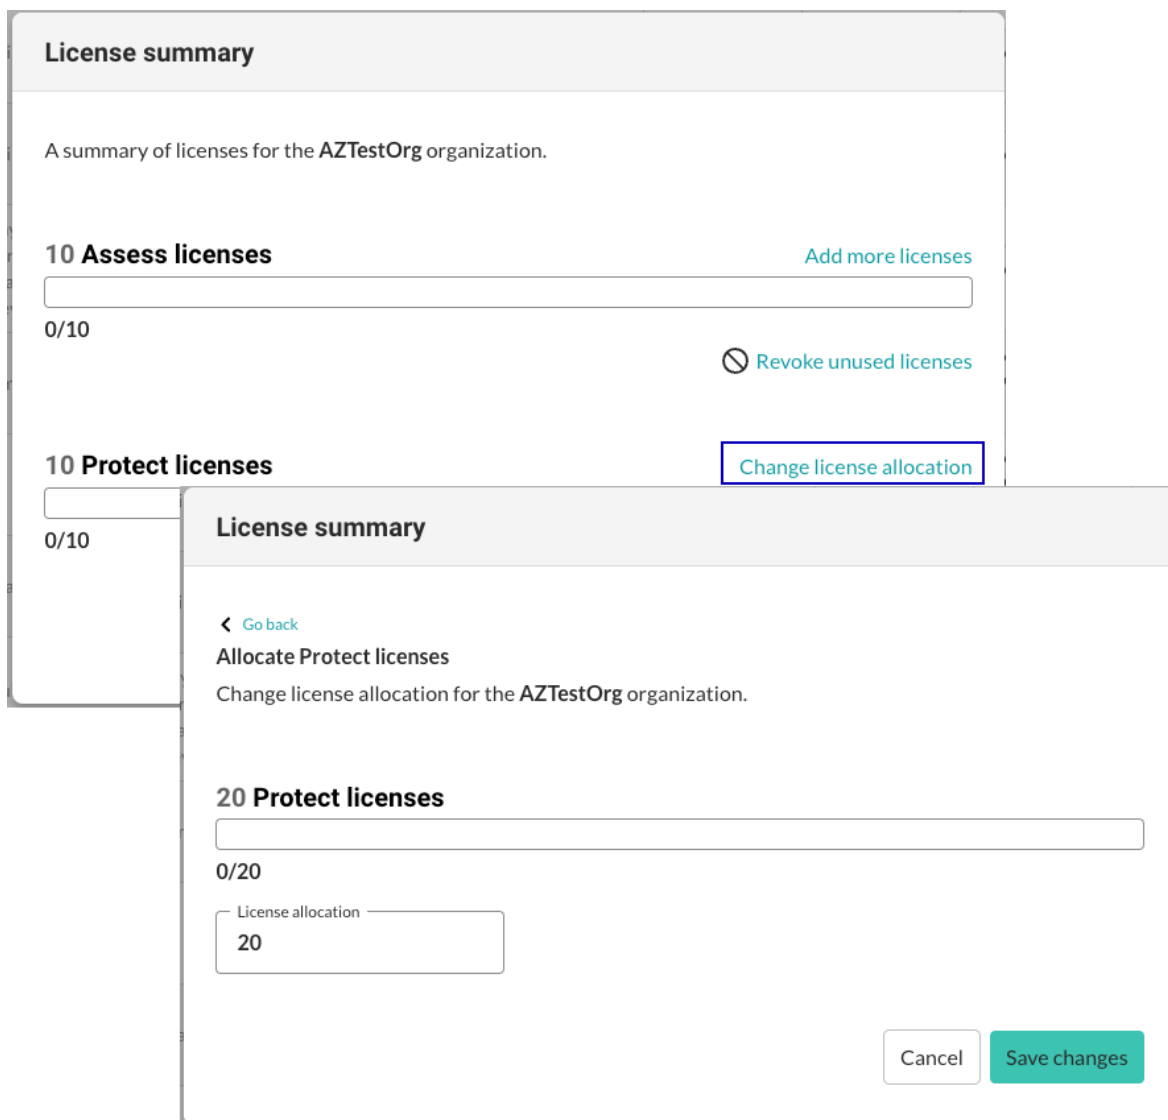 License summary
A summary of licenses for the AZTestOrg organization.
10 Assess licenses
Add more licenses
0/10
Revoke unused licenses
10 Protect licenses
Change license allocation
0/10
License summary
Go back
Allocate Protect licenses
Change license allocation for the AZTestOrg organization.
20 Protect licenses
0/20
License allocation
20
Cancel
Save changes